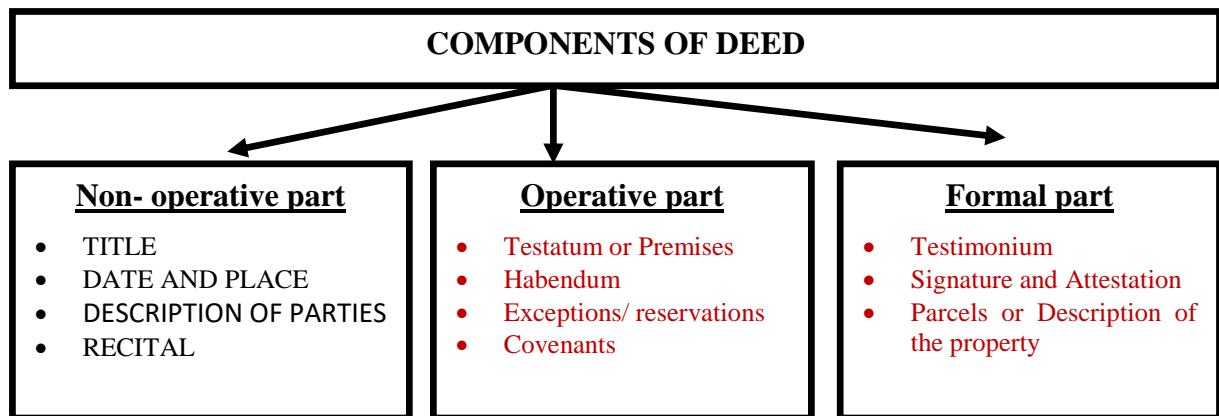 COMPONENTS OF DEED
Non- operative part
• TITLE
• DATE AND PLACE
• DESCRIPTION OF PARTIES
• RECITAL
Operative part
• Testatum or Premises
• Habendum
• Exceptions/ reservations
• Covenants
Formal part
• Testimonium
• Signature and Attestation
• Parcels or Description of
the property